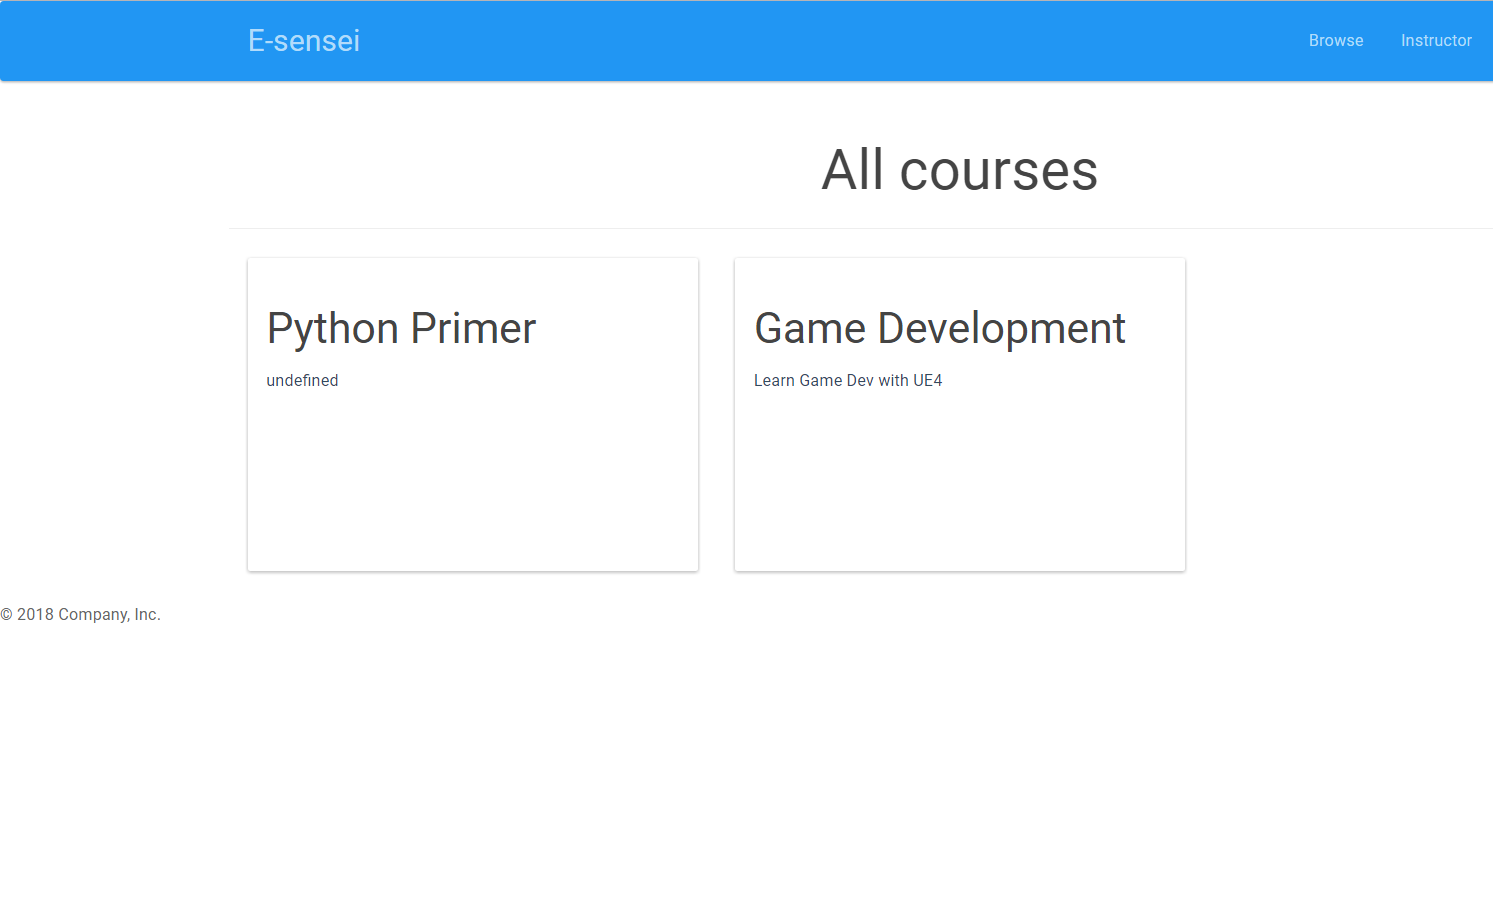 E-sensei Browse Instructor
All courses
Python Primer
undefined
Game Development
Learn Game Dev with UE4
© 2018 Company, Inc.